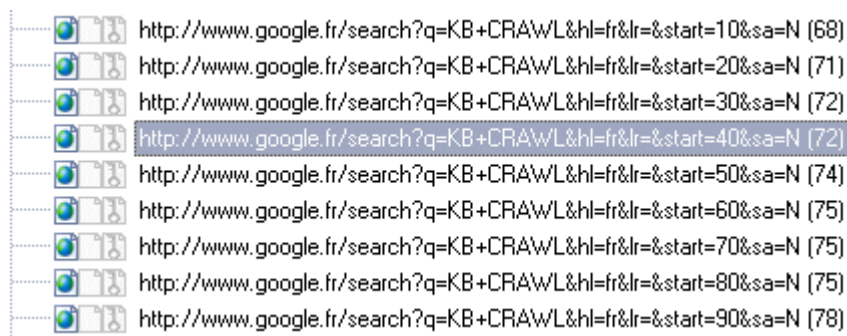 http://www.google.fr/search?q=KB+CRAWL&hl=fr&lr=&start=10&sa=N (68)
http://www.google.fr/search?q=KB+CRAWL&hl=fr&lr=&start=20&sa=N (71)
http://www.google.fr/search?q=KB+CRAWL&hl=fr&lr=&start=30&sa=N (72)
http://www.google.fr/search?q=KB+CRAWL&hl=fr&lr=&start=40&sa=N (72)
http://www.google.fr/search?q=KB+CRAWL&hl=fr&lr=&start=50&sa=N (74)
http://www.google.fr/search?q=KB+CRAWL&hl=fr&lr=&start=60&sa=N (75)
http://www.google.fr/search?q=KB+CRAWL&hl=fr&lr=&start=70&sa=N (75)
http://www.google.fr/search?q=KB+CRAWL&hl=fr&lr=&start=80&sa=N (75)
http://www.google.fr/search?q=KB+CRAWL&hl=fr&lr=&start=90&sa=N (78)